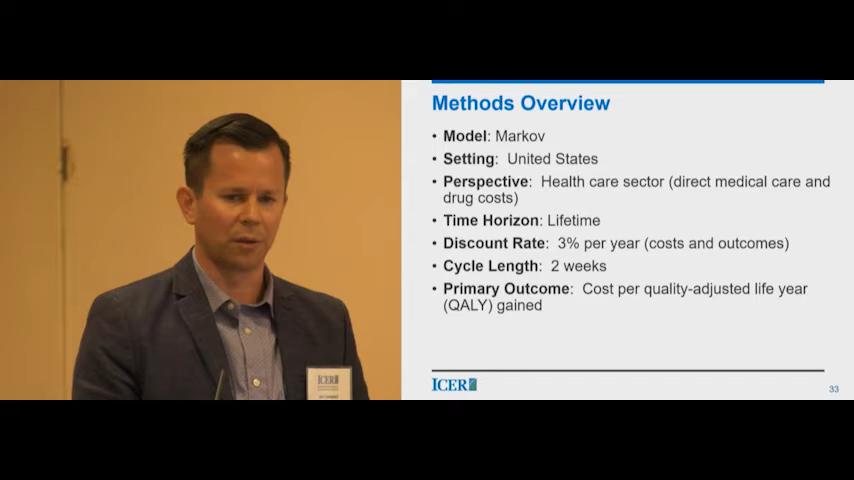 Methods Overview
• Model: Markov
• Setting: United States
• Perspective: Health care sector (direct medical care and
drug costs)
• Time Horizon: Lifetime
• Discount Rate: 3% per year (costs and outcomes)
• Cycle Length: 2 weeks
• Primary Outcome: Cost per quality-adjusted life year
(QALY) gained
ICER
33
ICER